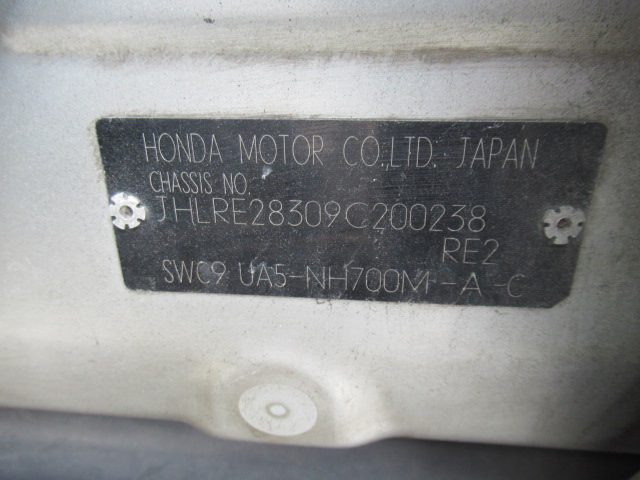 HONDA MOTOR CO.,LTD. JAPAN
CHASSIS NO.
JHLRE28309C200238
RE2
SWC9 UA5-NH700M-A-C